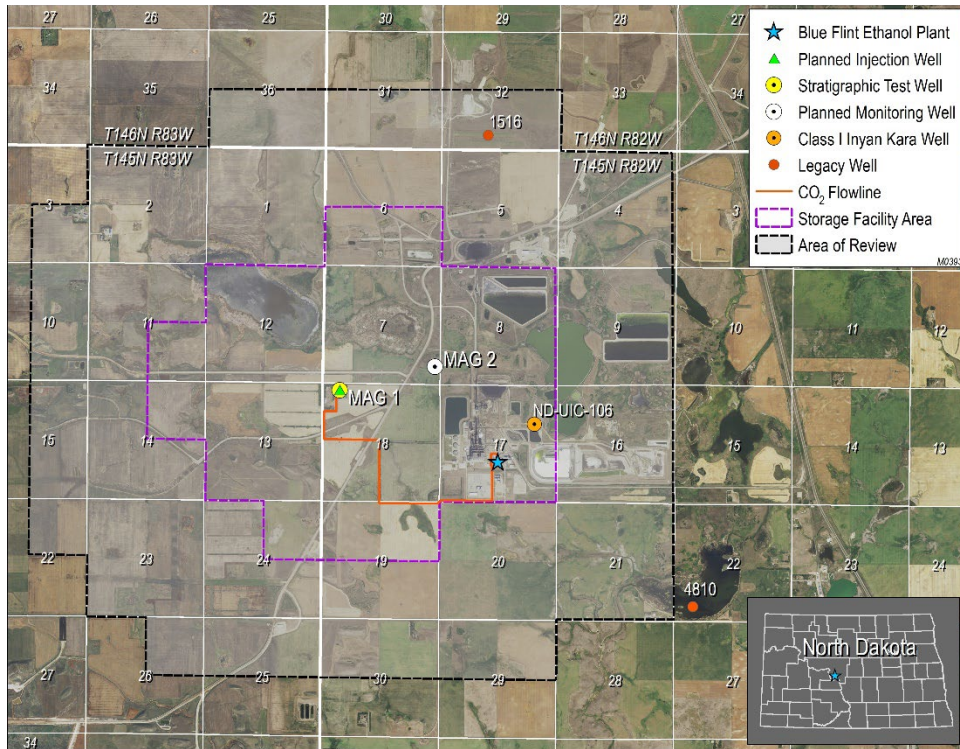 27 26 25 30 29 28 27
Blue Flint Ethanol Plant
Planned Injection Well
Stratigraphic Test Well
Planned Monitoring Well
Class I Inyan Kara Well
Legacy Well
CO₂ Flowline
Storage Facility Area
Area of Review
M0393
34 35 36 31 32 33 34
1516
T146N R83W T146N R82W
T145N R83W T145N R82W
3 2 1 6 5 4 3
10 11 12 7 8 9 10 11 12
MAG 2
MAG 1
ND-UIC-106
15 14 13 18 17 16 15 14 13
22 23 24 19 20 21 22 23 24
4810
27 26 25 30 29 28 27
34
North Dakota